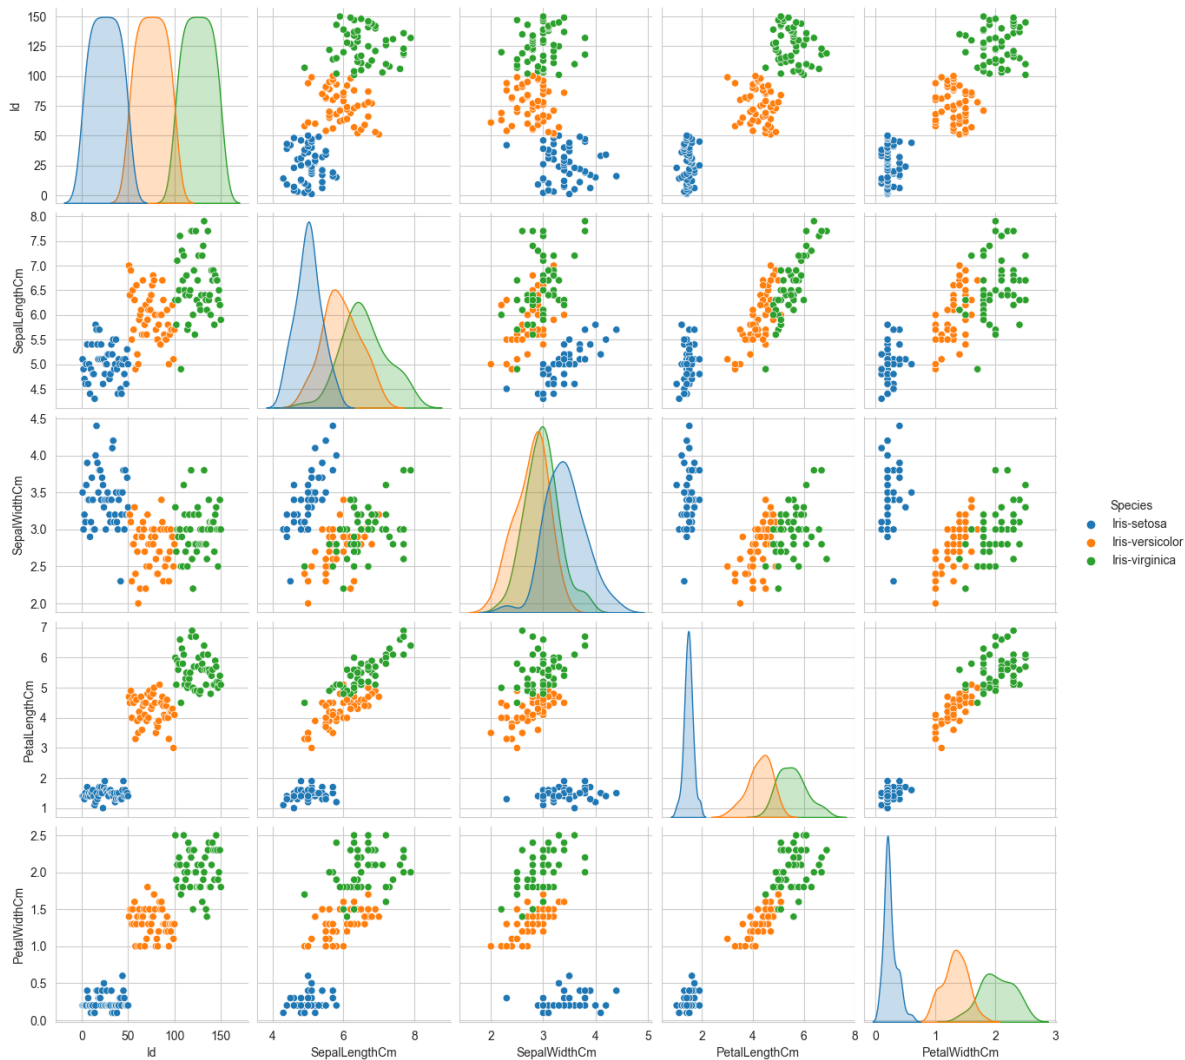 150
125
100
75
50
25
0
Id
8.0
7.5
7.0
6.5
6.0
5.5
5.0
4.5
SepalLengthCm
4.5
4.0
3.5
3.0
2.5
2.0
SepalWidthCm
7
6
5
4
3
2
1
PetalLengthCm
2.5
2.0
1.5
1.0
0.5
0.0
PetalWidthCm
0 50 100 150
Id
4 6 8
SepalLengthCm
2 3 4 5
SepalWidthCm
2 4 6 8
PetalLengthCm
0 1 2 3
PetalWidthCm
Species
Iris-setosa
Iris-versicolor
Iris-virginica